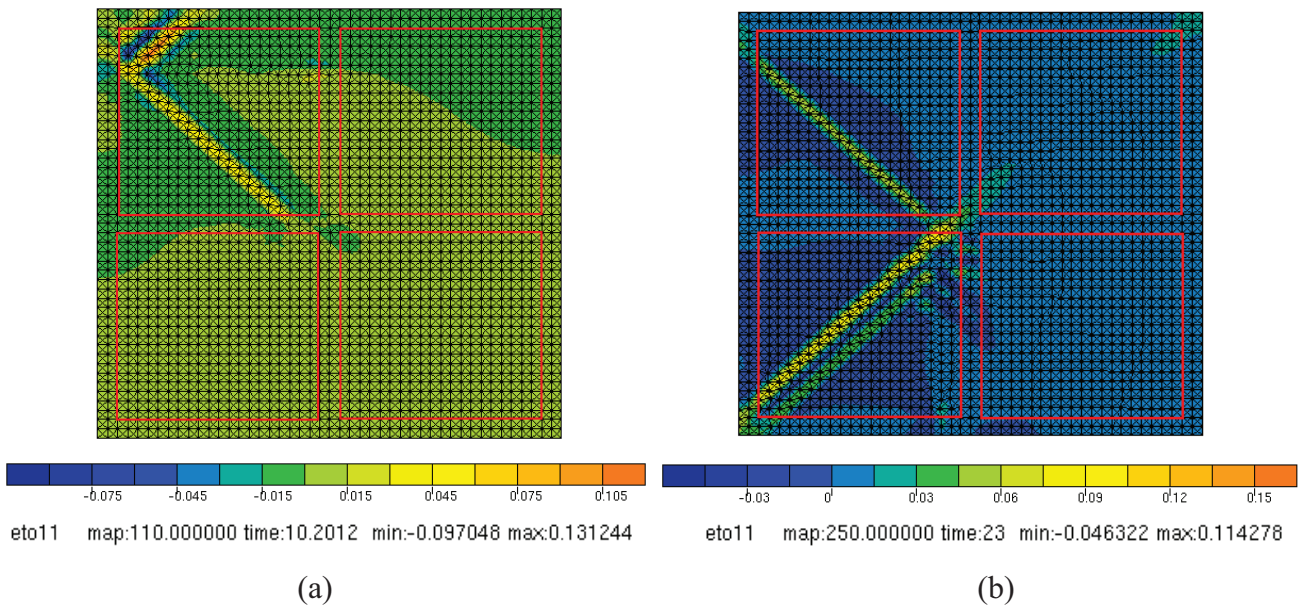 -0.075 -0.045 -0.015 0.015 0.045 0.075 0.105
eto11 map:110.000000 time:10.2012 min:-0.097048 max:0.131244
(a)
-0.03 0 0.03 0.06 0.09 0.12 0.15
eto11 map:250.000000 time:23 min:-0.046322 max:0.114278
(b)